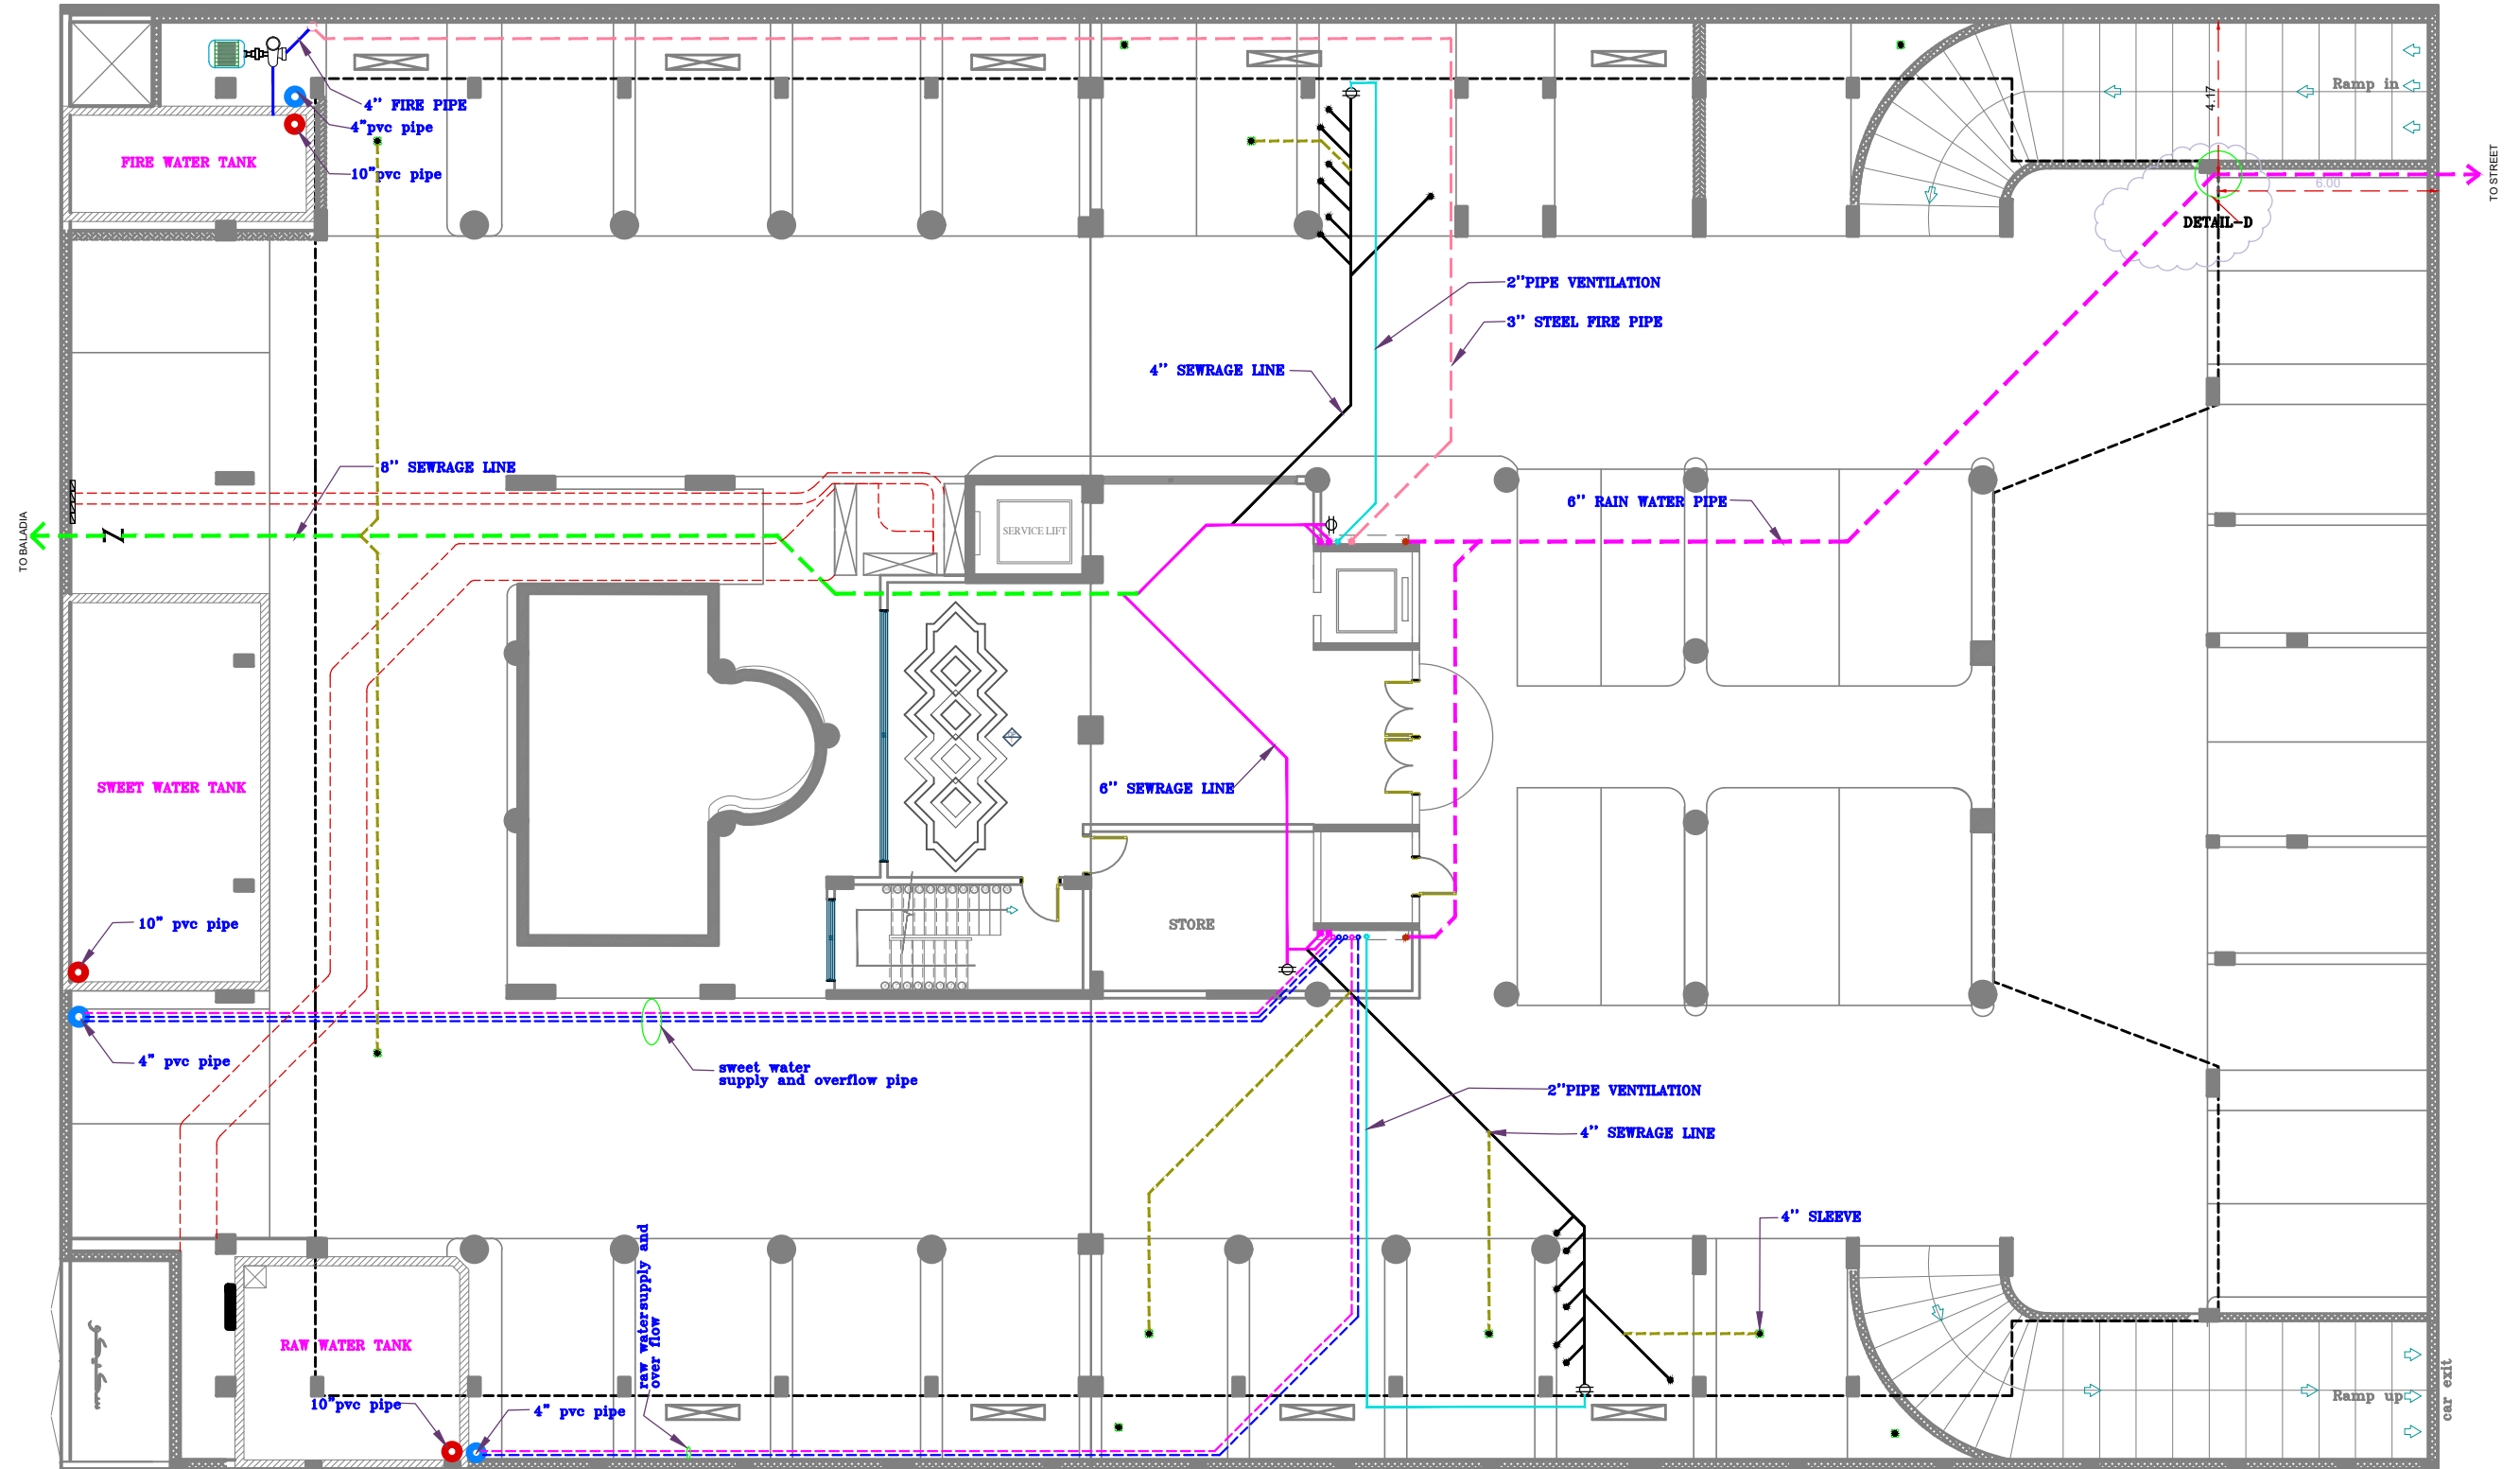 Ramp in
4.17
TO STREET
6.00
DETAIL-D
4'' FIRE PIPE
4"pvc pipe
FIRE WATER TANK
10"pvc pipe
2''PIPE VENTILATION
3'' STEEL FIRE PIPE
4'' SEWRAGE LINE
8'' SEWRAGE LINE
6'' RAIN WATER PIPE
SERVICE LIFT
TO BALADIA
SWEET WATER TANK
6'' SEWRAGE LINE
10" pvc pipe
STORE
4" pvc pipe
sweet water
supply and overflow pipe
2''PIPE VENTILATION
4'' SEWRAGE LINE
4'' SLEEVE
raw watersupply and
over flow
RAW WATER TANK
10"pvc pipe
4" pvc pipe
Ramp up
car exit